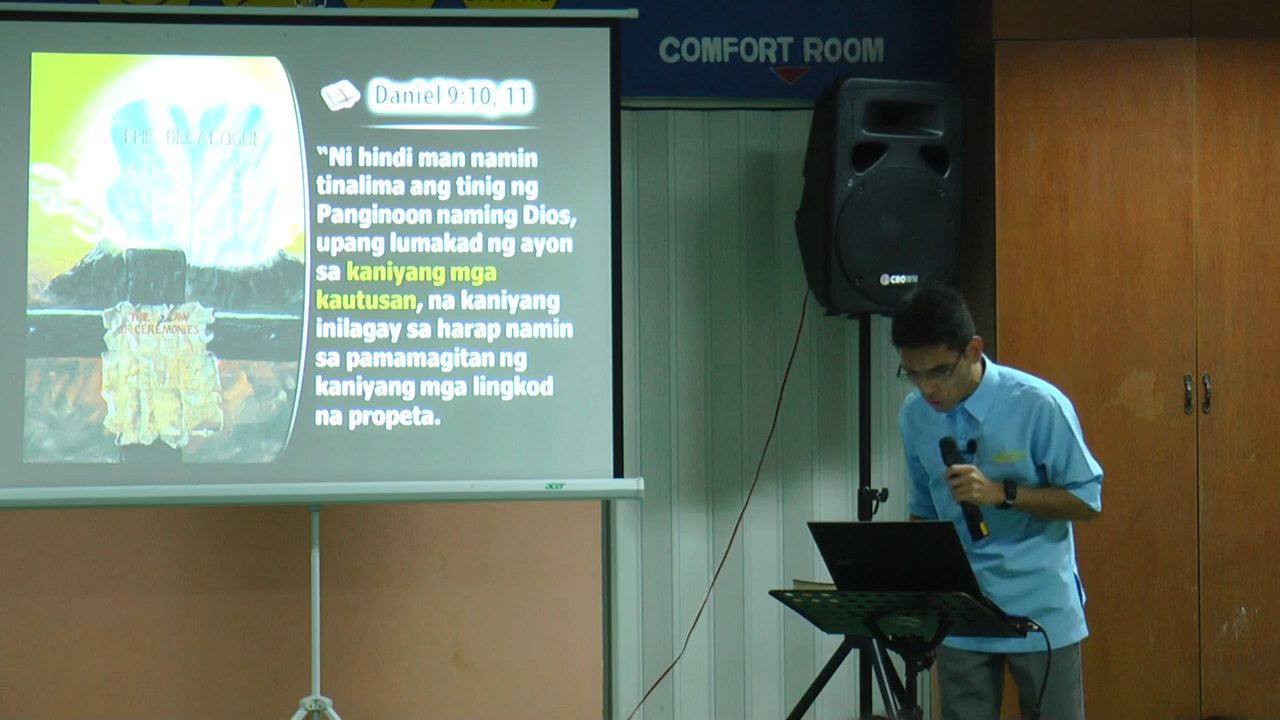 COMFORT ROOM
THE DECALOGUE
Daniel 9:10, 11
“Ni hindi man namin
tinalima ang tinig ng
Panginoon naming Dios,
upang lumakad ng ayon
sa kaniyang mga
kautusan, na kaniyang
inilagay sa harap namin
sa pamamagitan ng
kaniyang mga lingkod
na propeta.
THE LAW
OF CEREMONIES
acer
CROWN